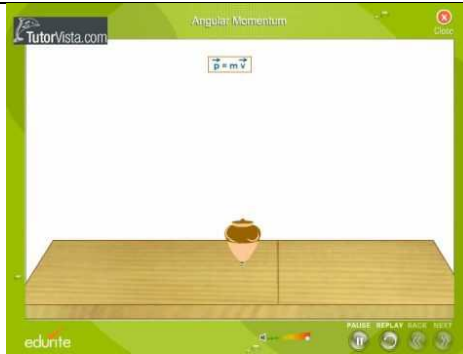 Angular Momentum
Close
TutorVista.com
p⃗ = m v⃗
PAUSE REPLAY BACK NEXT
edurite